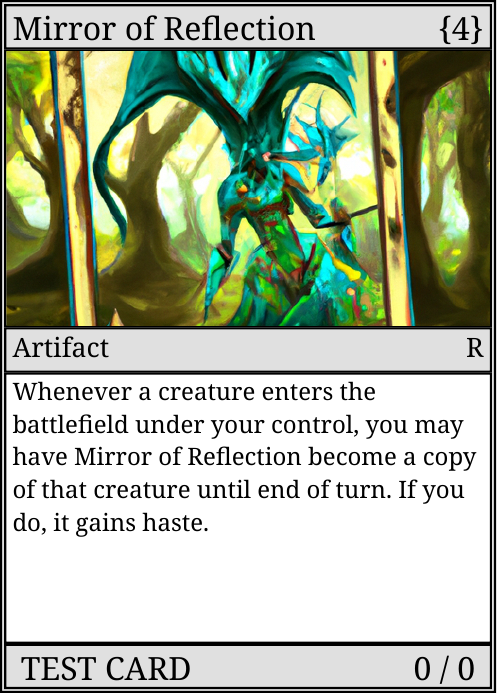 Mirror of Reflection {4}
Artifact R
Whenever a creature enters the
battlefield under your control, you may
have Mirror of Reflection become a copy
of that creature until end of turn. If you
do, it gains haste.
TEST CARD 0 / 0